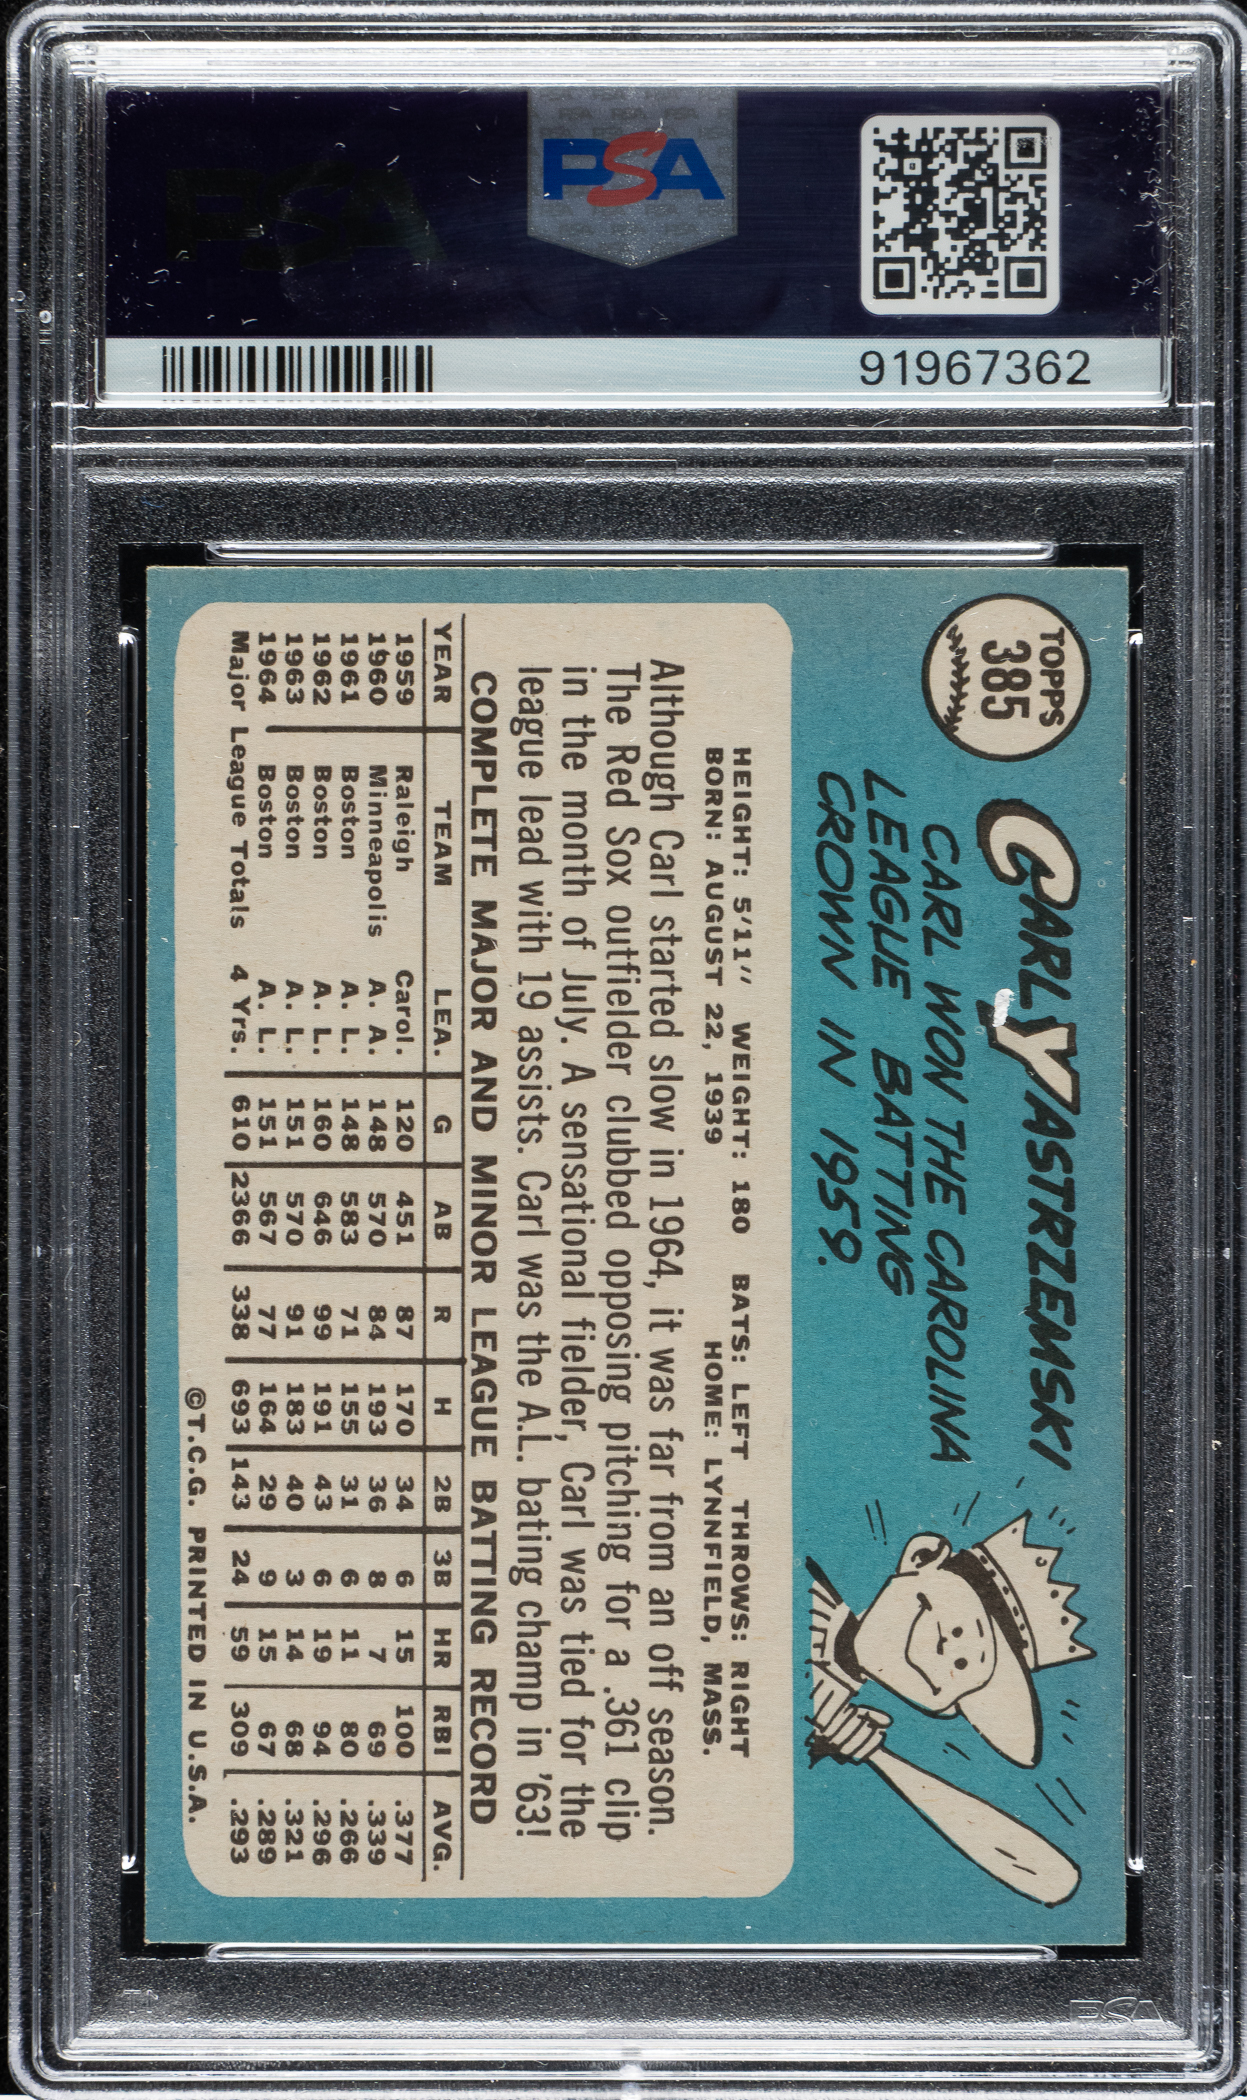 PSA
91967362
TOPPS
385
CARL YASTRZEMSKI
CARL WON THE CAROLINA
LEAGUE BATTING
CROWN IN 1959.
HEIGHT: 5'11" WEIGHT: 180 BATS: LEFT THROWS: RIGHT
BORN: AUGUST 22, 1939 HOME: LYNNFIELD, MASS.
Although Carl started slow in 1964, it was far from an off season.
The Red Sox outfielder clubbed opposing pitching for a .361 clip
in the month of July. A sensational fielder, Carl was tied for the
league lead with 19 assists. Carl was the A.L. bating champ in '63!
COMPLETE MAJOR AND MINOR LEAGUE BATTING RECORD
YEAR TEAM LEA. G AB R H 2B 3B HR RBI AVG.
1959 Raleigh Carol. 120 451 87 170 34 6 15 100 .377
1960 Minneapolis A. A. 148 570 84 193 36 8 7 69 .339
1961 Boston A. L. 148 583 71 155 31 6 11 80 .266
1962 Boston A. L. 160 646 99 191 43 6 19 94 .296
1963 Boston A. L. 151 570 91 183 40 3 14 68 .321
1964 Boston A. L. 151 567 77 164 29 9 15 67 .289
Major League Totals 4 Yrs. 610 2366 338 693 143 24 59 309 .293
©T.C.G. PRINTED IN U.S.A.
PSA